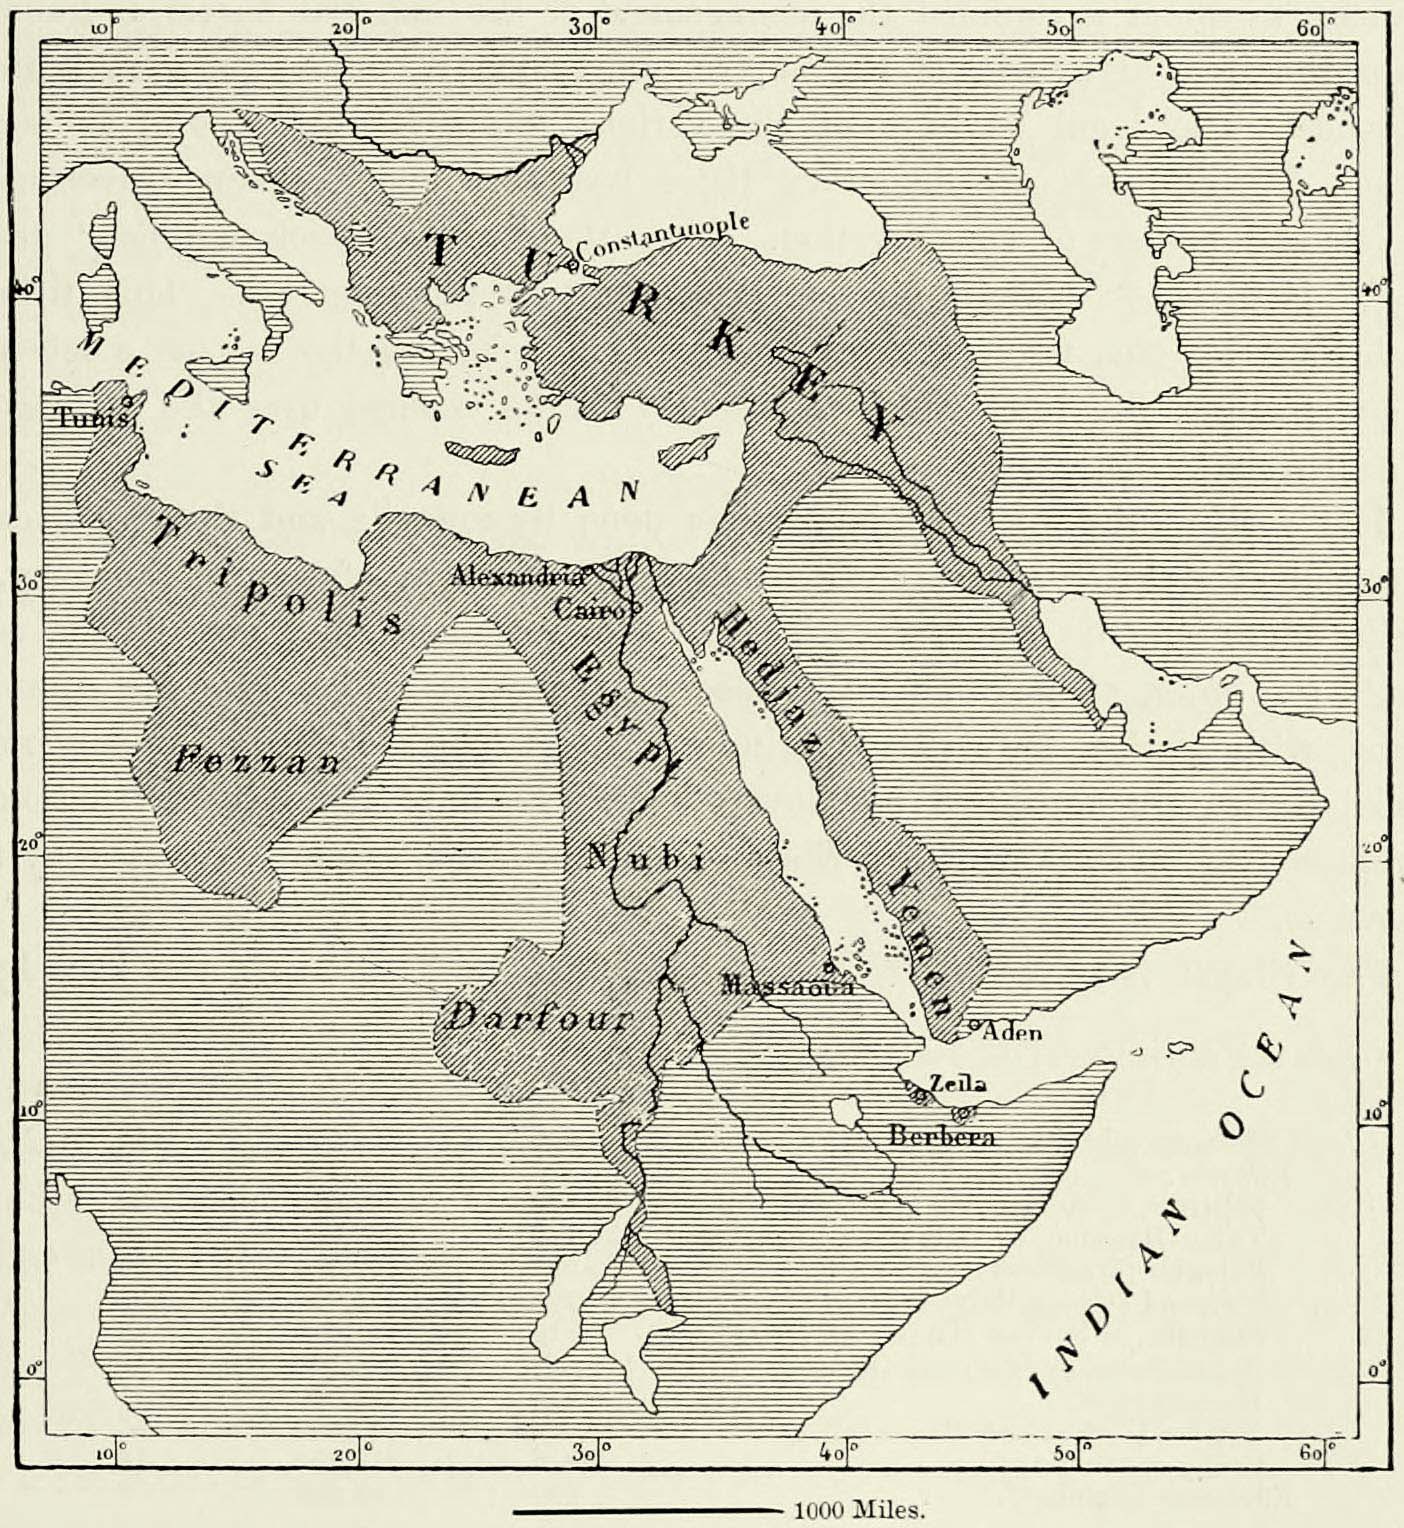 10° 20° 30° 40° 50° 60°
Constantinople
TURKEY
40° 40°
MEDITERRANEAN
SEA
Tunis
Tripolis
Alexandria
Cairo
30° 30°
Hedjaz
Egypt
Fezzan
20° 20°
Nubi
Yemen
Massaoua
Darfour
Aden
Zeila
10° 10°
Berbera
INDIAN OCEAN
0° 0°
10° 20° 30° 40° 50° 60°
1000 Miles.